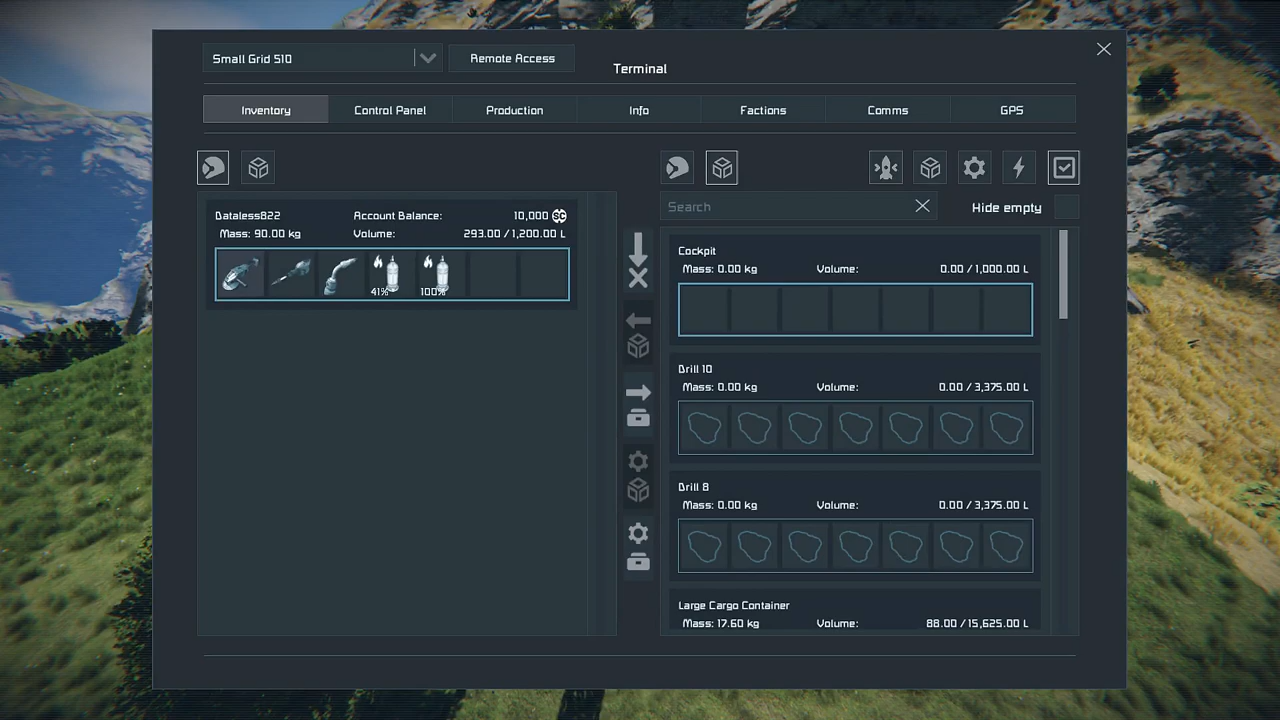 Small Grid 510
Remote Access
Terminal
Inventory
Control Panel
Production
Info
Factions
Comms
GPS
Search
Hide empty
Dataless822
Account Balance:
10,000 SC
Mass: 90.00 kg
Volume:
293.00 / 1,200.00 L
41%
100%
Cockpit
Mass: 0.00 kg
Volume:
0.00 / 1,000.00 L
Drill 10
Mass: 0.00 kg
Volume:
0.00 / 3,375.00 L
Drill 8
Mass: 0.00 kg
Volume:
0.00 / 3,375.00 L
Large Cargo Container
Mass: 17.60 kg
Volume:
88.00 / 15,625.00 L